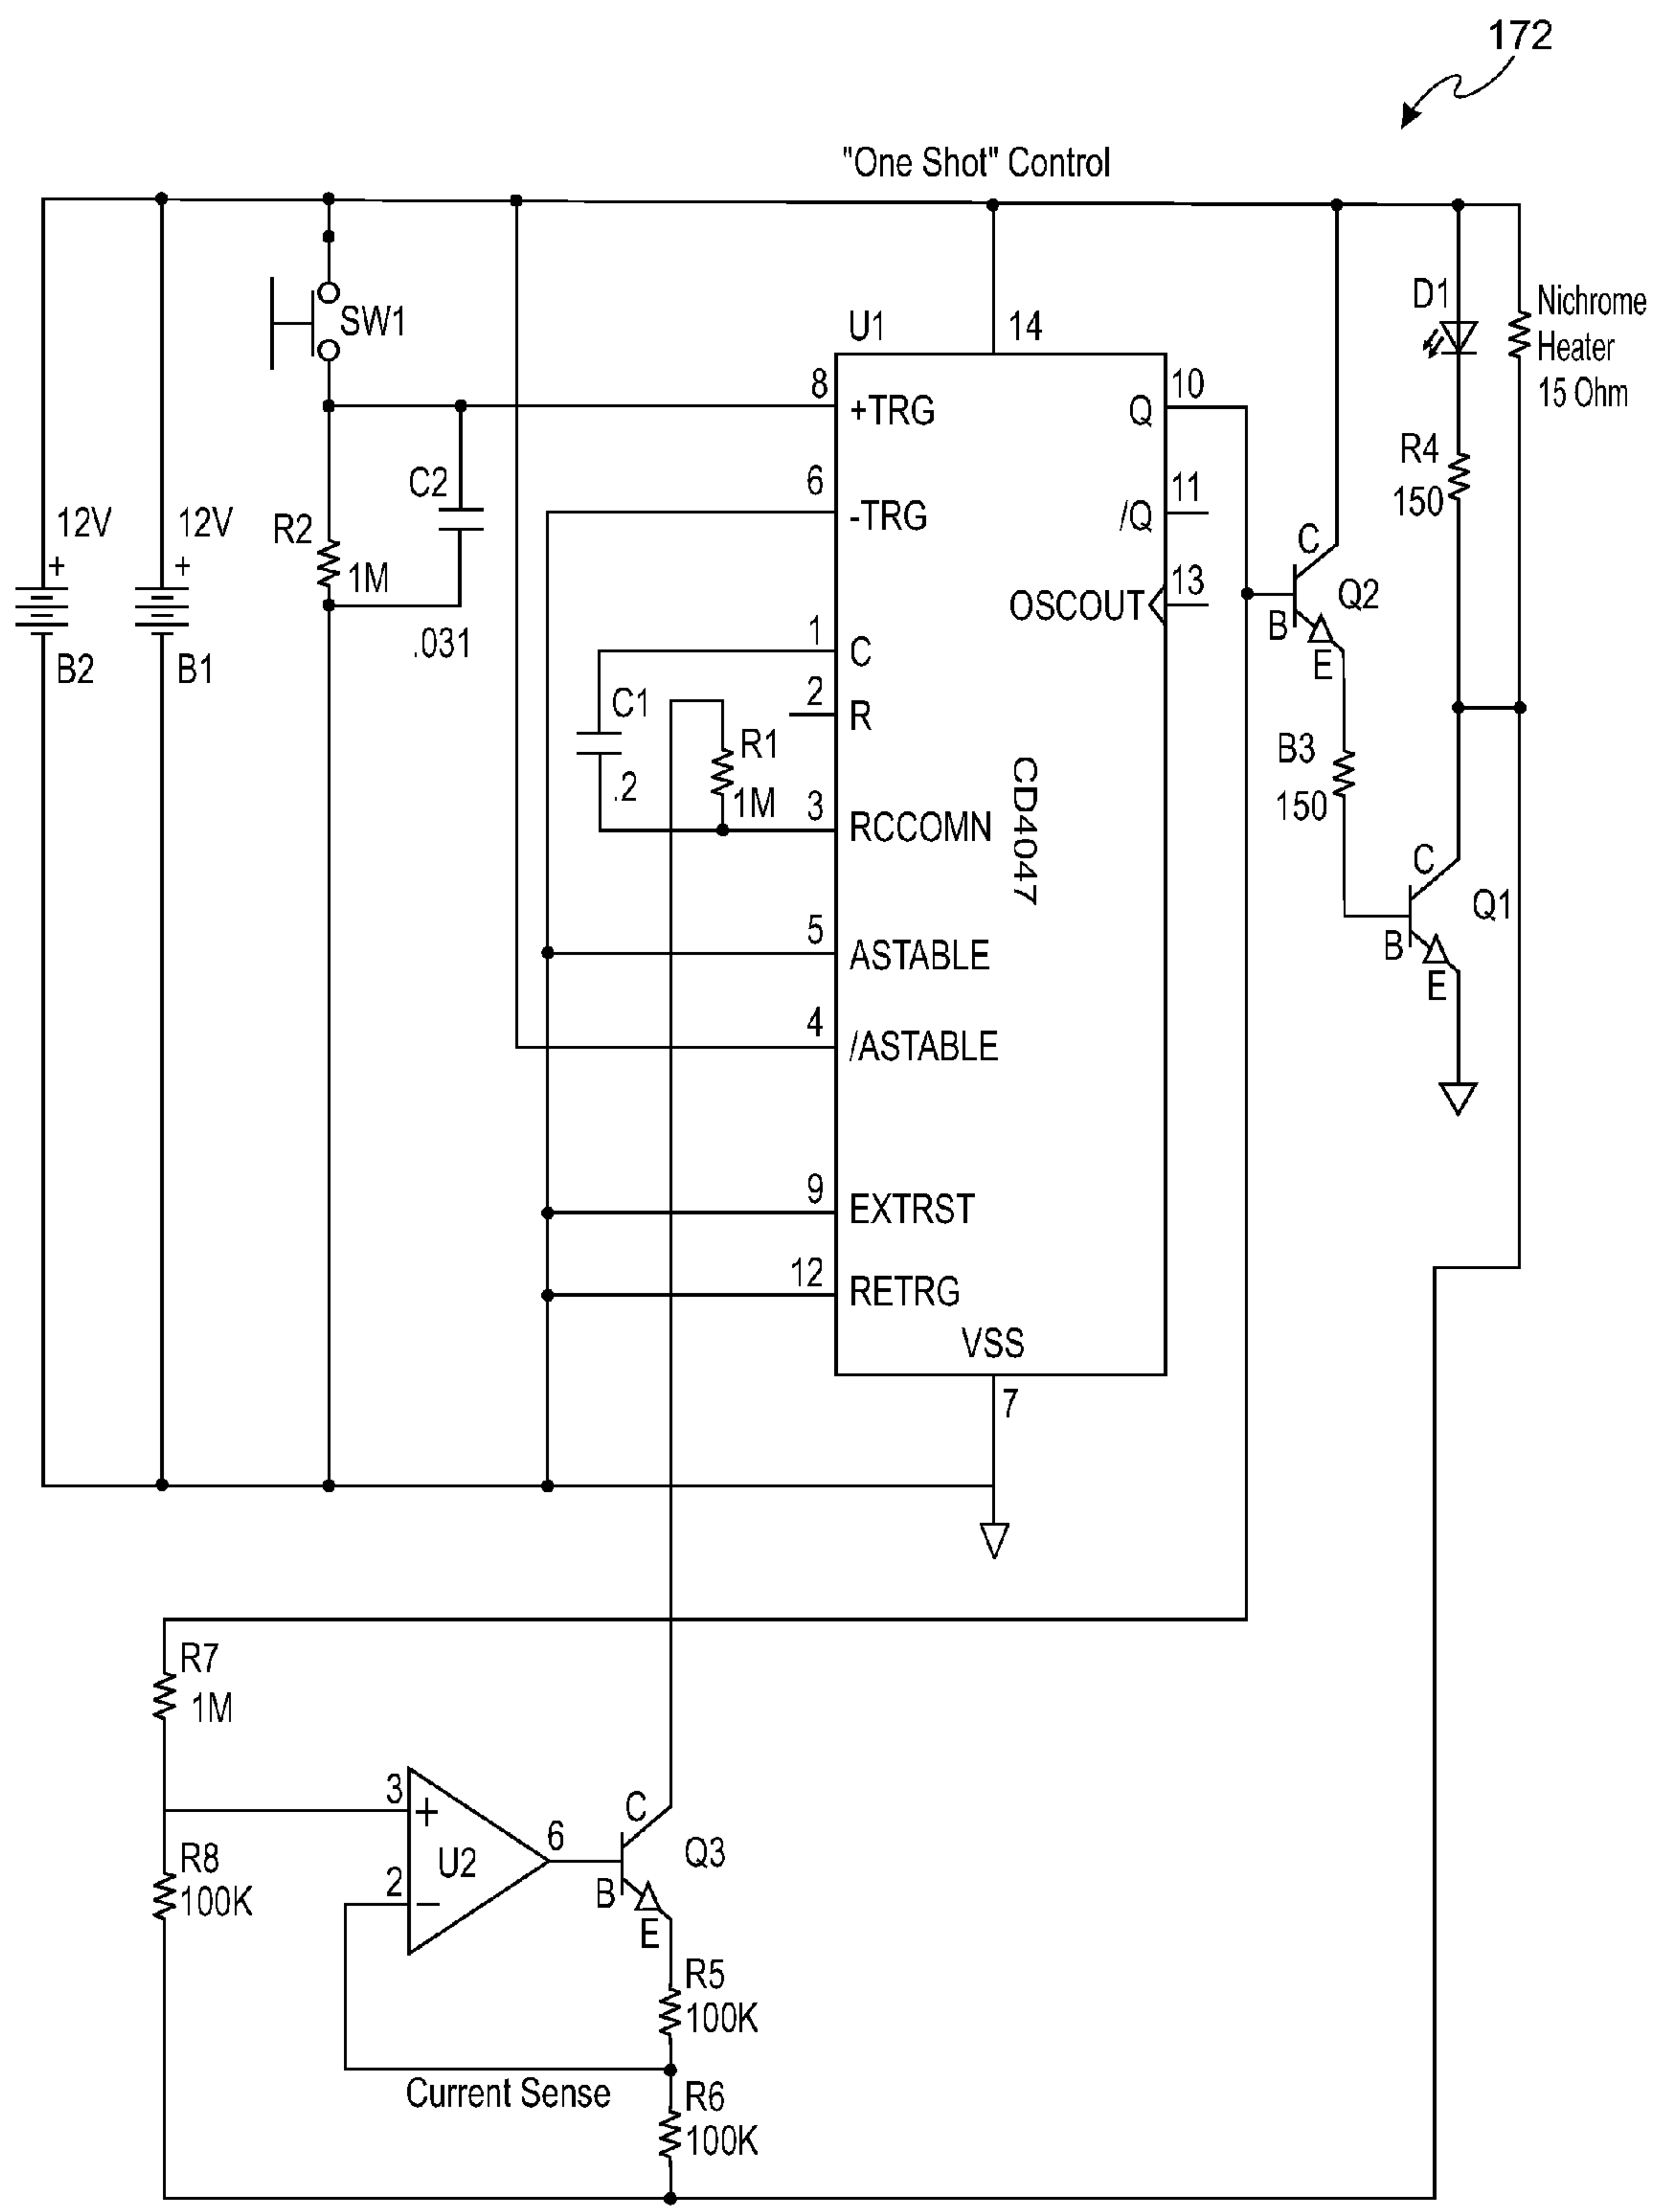 172
"One Shot" Control
SW1
U1
14
D1
Nichrome
Heater
15 Ohm
8
+TRG
Q
10
R4
150
C2
6
-TRG
/Q
11
12V
+
B2
12V
+
B1
R2
1M
.031
OSCOUT
13
C
Q2
B
E
1
C
2
R
C1
.2
R1
1M
3
RCCOMN
CD4047
B3
150
C
Q1
B
E
5
ASTABLE
4
/ASTABLE
9
EXTRST
12
RETRG
VSS
7
R7
1M
3
+
U2
2
−
6
C
Q3
B
E
R8
100K
R5
100K
Current Sense
R6
100K